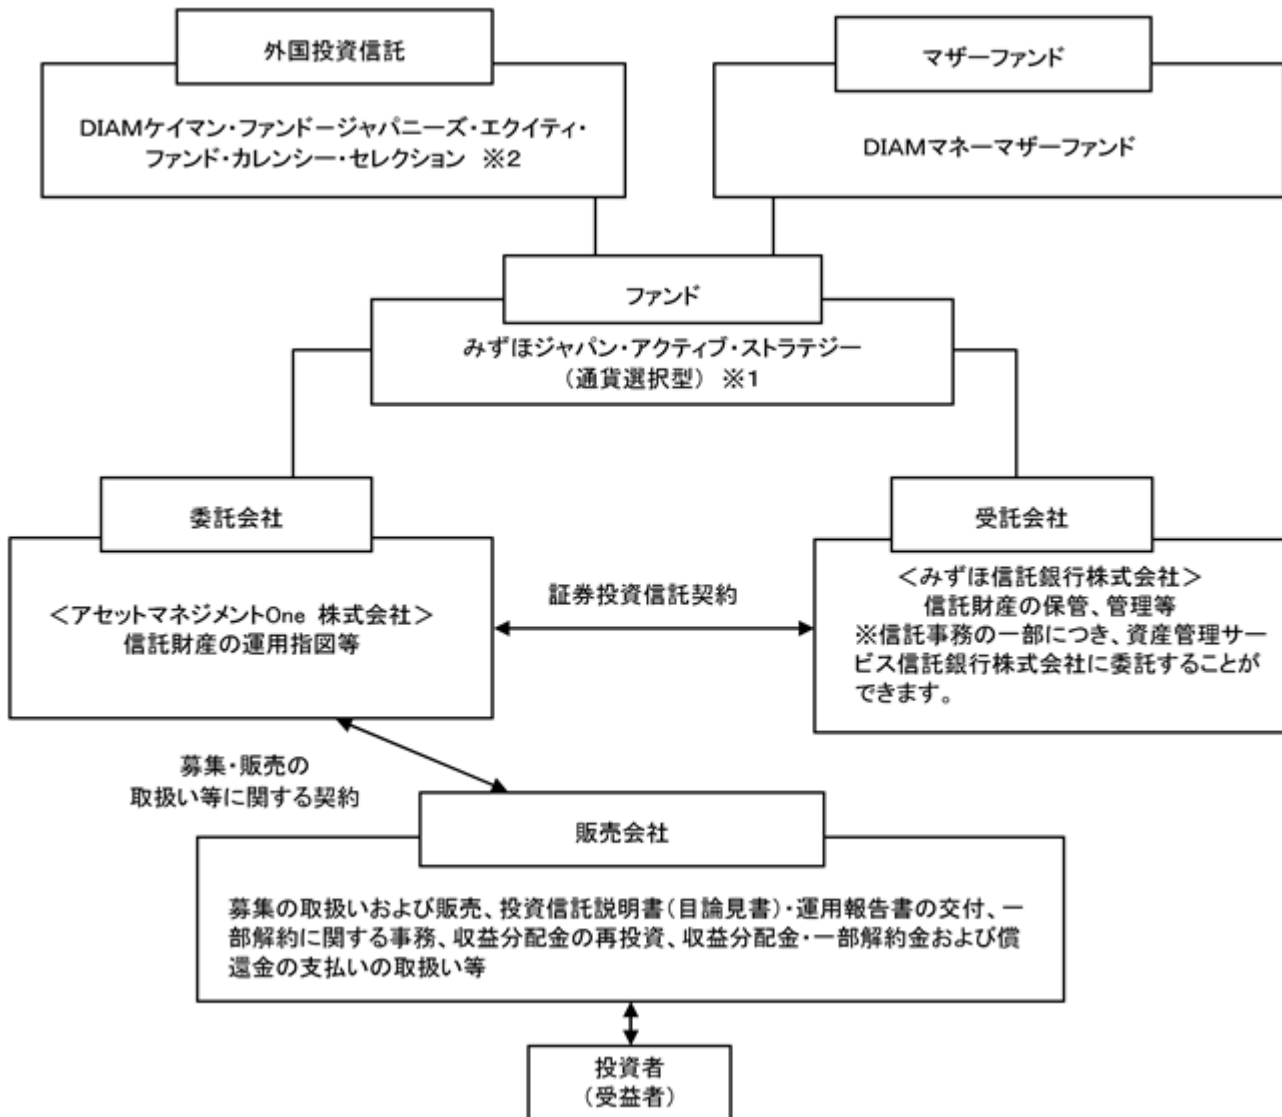 外国投資信託
DIAMケイマン・ファンドージャパニーズ・エクイティ・
ファンド・カレンシー・セレクション ※2
マザーファンド
DIAMマネーマザーファンド
ファンド
みずほジャパン・アクティブ・ストラテジー
(通貨選択型) ※1
委託会社
<アセットマネジメントOne 株式会社>
信託財産の運用指図等
証券投資信託契約
受託会社
<みずほ信託銀行株式会社>
信託財産の保管、管理等
※信託事務の一部につき、資産管理サー
ビス信託銀行株式会社に委託することが
できます。
募集・販売の
取扱い等に関する契約
販売会社
募集の取扱いおよび販売、投資信託説明書(目論見書)・運用報告書の交付、一
部解約に関する事務、収益分配金の再投資、収益分配金・一部解約金および償
還金の支払いの取扱い等
投資者
(受益者)